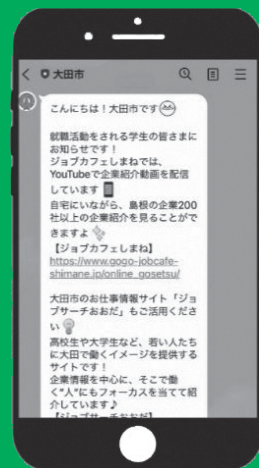 大田市
こんにちは！大田市です
就職活動をされる学生の皆さまに
お知らせです！
ジョブカフェしまねでは、
YouTubeで企業紹介動画を配信
しています
自宅にいながら、島根の企業200
社以上の企業紹介を見ることがで
きますよ
【ジョブカフェしまね】
https://www.gogo-jobcafe-
shimane.jp/online_gosetsu/
大田市のお仕事情報サイト「ジョ
ブサーチおおだ」もご活用くださ
い
高校生や大学生など、若い人たち
に大田で働くイメージを提供する
サイトです！
企業情報を中心に、そこで働
く"人"にもフォーカスを当てて紹
介しています♪
【ジョブサーチおおだ】